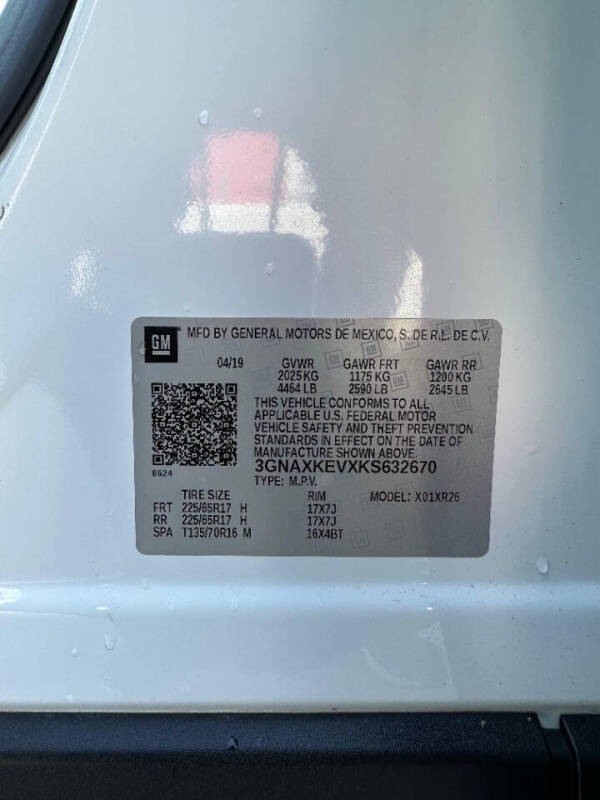 GM MFD BY GENERAL MOTORS DE MEXICO, S. DE R.L. DE C.V.
04/19 GVWR GAWR FRT GAWR RR
2025 KG 1175 KG 1200 KG
4464 LB 2590 LB 2645 LB
THIS VEHICLE CONFORMS TO ALL
APPLICABLE U.S. FEDERAL MOTOR
VEHICLE SAFETY AND THEFT PREVENTION
STANDARDS IN EFFECT ON THE DATE OF
MANUFACTURE SHOWN ABOVE.
3GNAXKEVXKS632670
8624 TYPE: M.P.V.
TIRE SIZE RIM MODEL: X01XR26
FRT 225/65R17 H 17X7J
RR 225/65R17 H 17X7J
SPA T135/70R16 M 16X4BT